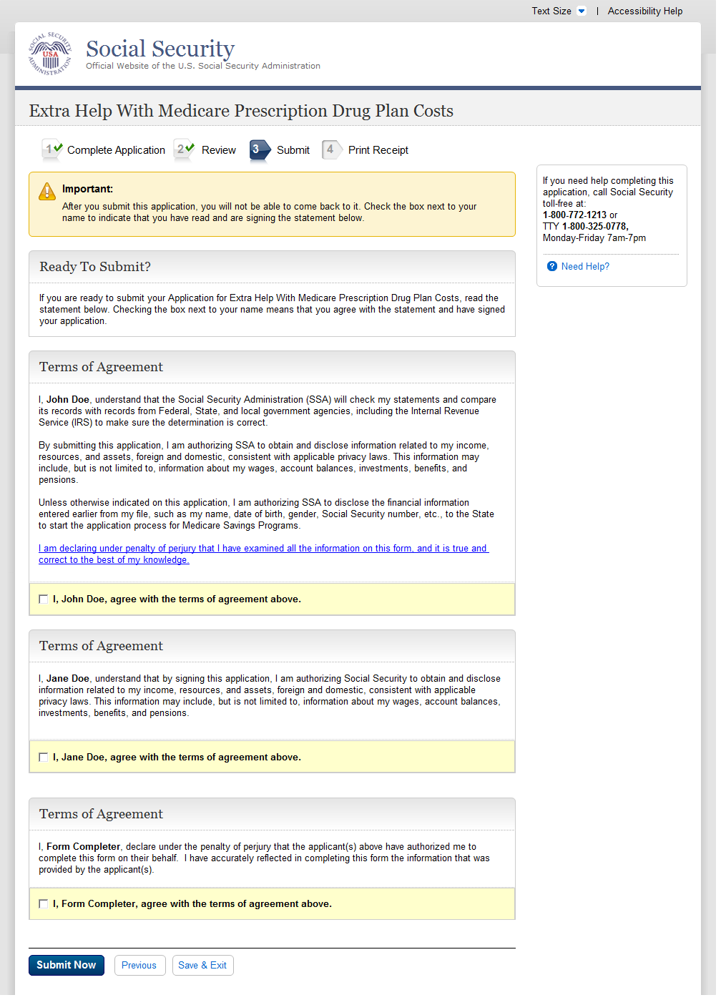 Text Size | Accessibility Help
SOCIAL SECURITY ADMINISTRATION
USA
Social Security
Official Website of the U.S. Social Security Administration
Extra Help With Medicare Prescription Drug Plan Costs
1 Complete Application 2 Review 3 Submit 4 Print Receipt
Important:
After you submit this application, you will not be able to come back to it. Check the box next to your
name to indicate that you have read and are signing the statement below.
If you need help completing this
application, call Social Security
toll-free at:
1-800-772-1213 or
TTY 1-800-325-0778,
Monday-Friday 7am-7pm
? Need Help?
Ready To Submit?
If you are ready to submit your Application for Extra Help With Medicare Prescription Drug Plan Costs, read the
statement below. Checking the box next to your name means that you agree with the statement and have signed
your application.
Terms of Agreement
I, John Doe, understand that the Social Security Administration (SSA) will check my statements and compare
its records with records from Federal, State, and local government agencies, including the Internal Revenue
Service (IRS) to make sure the determination is correct.
By submitting this application, I am authorizing SSA to obtain and disclose information related to my income,
resources, and assets, foreign and domestic, consistent with applicable privacy laws. This information may
include, but is not limited to, information about my wages, account balances, investments, benefits, and
pensions.
Unless otherwise indicated on this application, I am authorizing SSA to disclose the financial information
entered earlier from my file, such as my name, date of birth, gender, Social Security number, etc., to the State
to start the application process for Medicare Savings Programs.
I am declaring under penalty of perjury that I have examined all the information on this form, and it is true and
correct to the best of my knowledge.
I, John Doe, agree with the terms of agreement above.
Terms of Agreement
I, Jane Doe, understand that by signing this application, I am authorizing Social Security to obtain and disclose
information related to my income, resources, and assets, foreign and domestic, consistent with applicable
privacy laws. This information may include, but is not limited to, information about my wages, account balances,
investments, benefits, and pensions.
I, Jane Doe, agree with the terms of agreement above.
Terms of Agreement
I, Form Completer, declare under the penalty of perjury that the applicant(s) above have authorized me to
complete this form on their behalf. I have accurately reflected in completing this form the information that was
provided by the applicant(s).
I, Form Completer, agree with the terms of agreement above.
Submit Now Previous Save & Exit